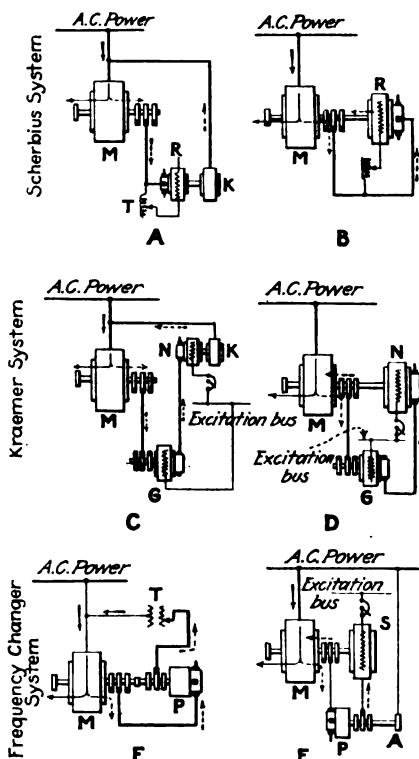 Scherbius System
A.C. Power
M
R
K
T
A
A.C. Power
M
R
B
Kraemer System
A.C. Power
M
N
K
Excitation bus
G
C
A.C. Power
M
N
Excitation
bus
G
D
Frequency Changer
System
A.C. Power
T
M
P
E
A.C. Power
Excitation
bus
S
M
P
A
F